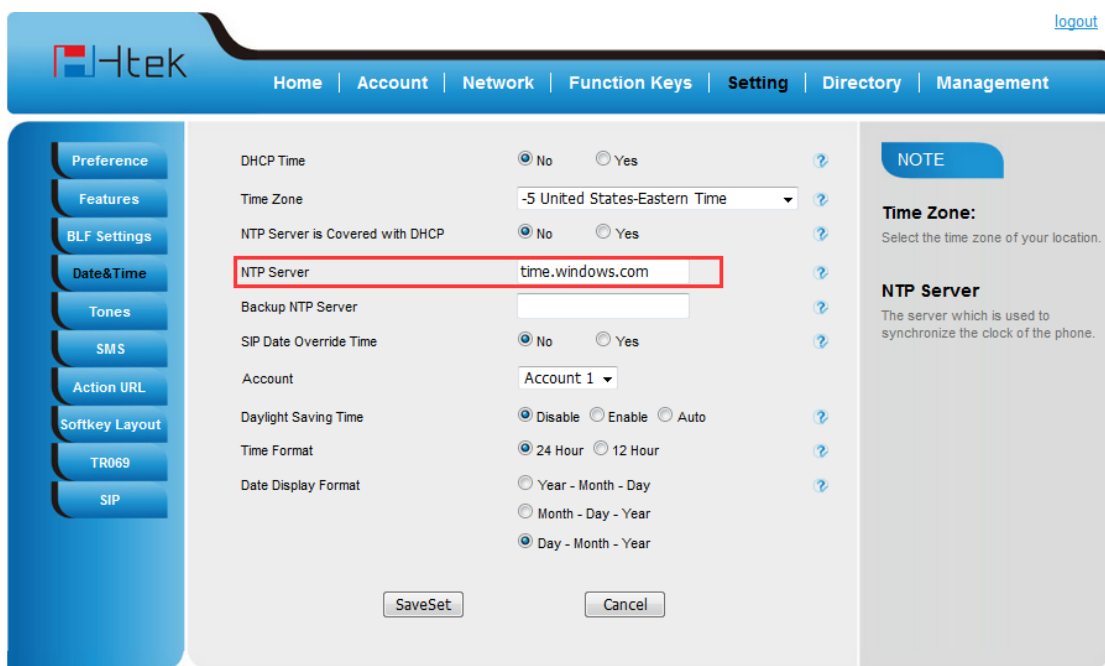 logout
Htek
Home | Account | Network | Function Keys | Setting | Directory | Management
Preference
Features
BLF Settings
Date&Time
Tones
SMS
Action URL
Softkey Layout
TR069
SIP
DHCP Time No Yes ?
Time Zone -5 United States-Eastern Time ?
NTP Server is Covered with DHCP No Yes ?
NTP Server time.windows.com ?
Backup NTP Server ?
SIP Date Override Time No Yes ?
Account Account 1
Daylight Saving Time Disable Enable Auto ?
Time Format 24 Hour 12 Hour ?
Date Display Format Year - Month - Day ?
Month - Day - Year
Day - Month - Year
SaveSet Cancel
NOTE
Time Zone:
Select the time zone of your location.
NTP Server
The server which is used to
synchronize the clock of the phone.